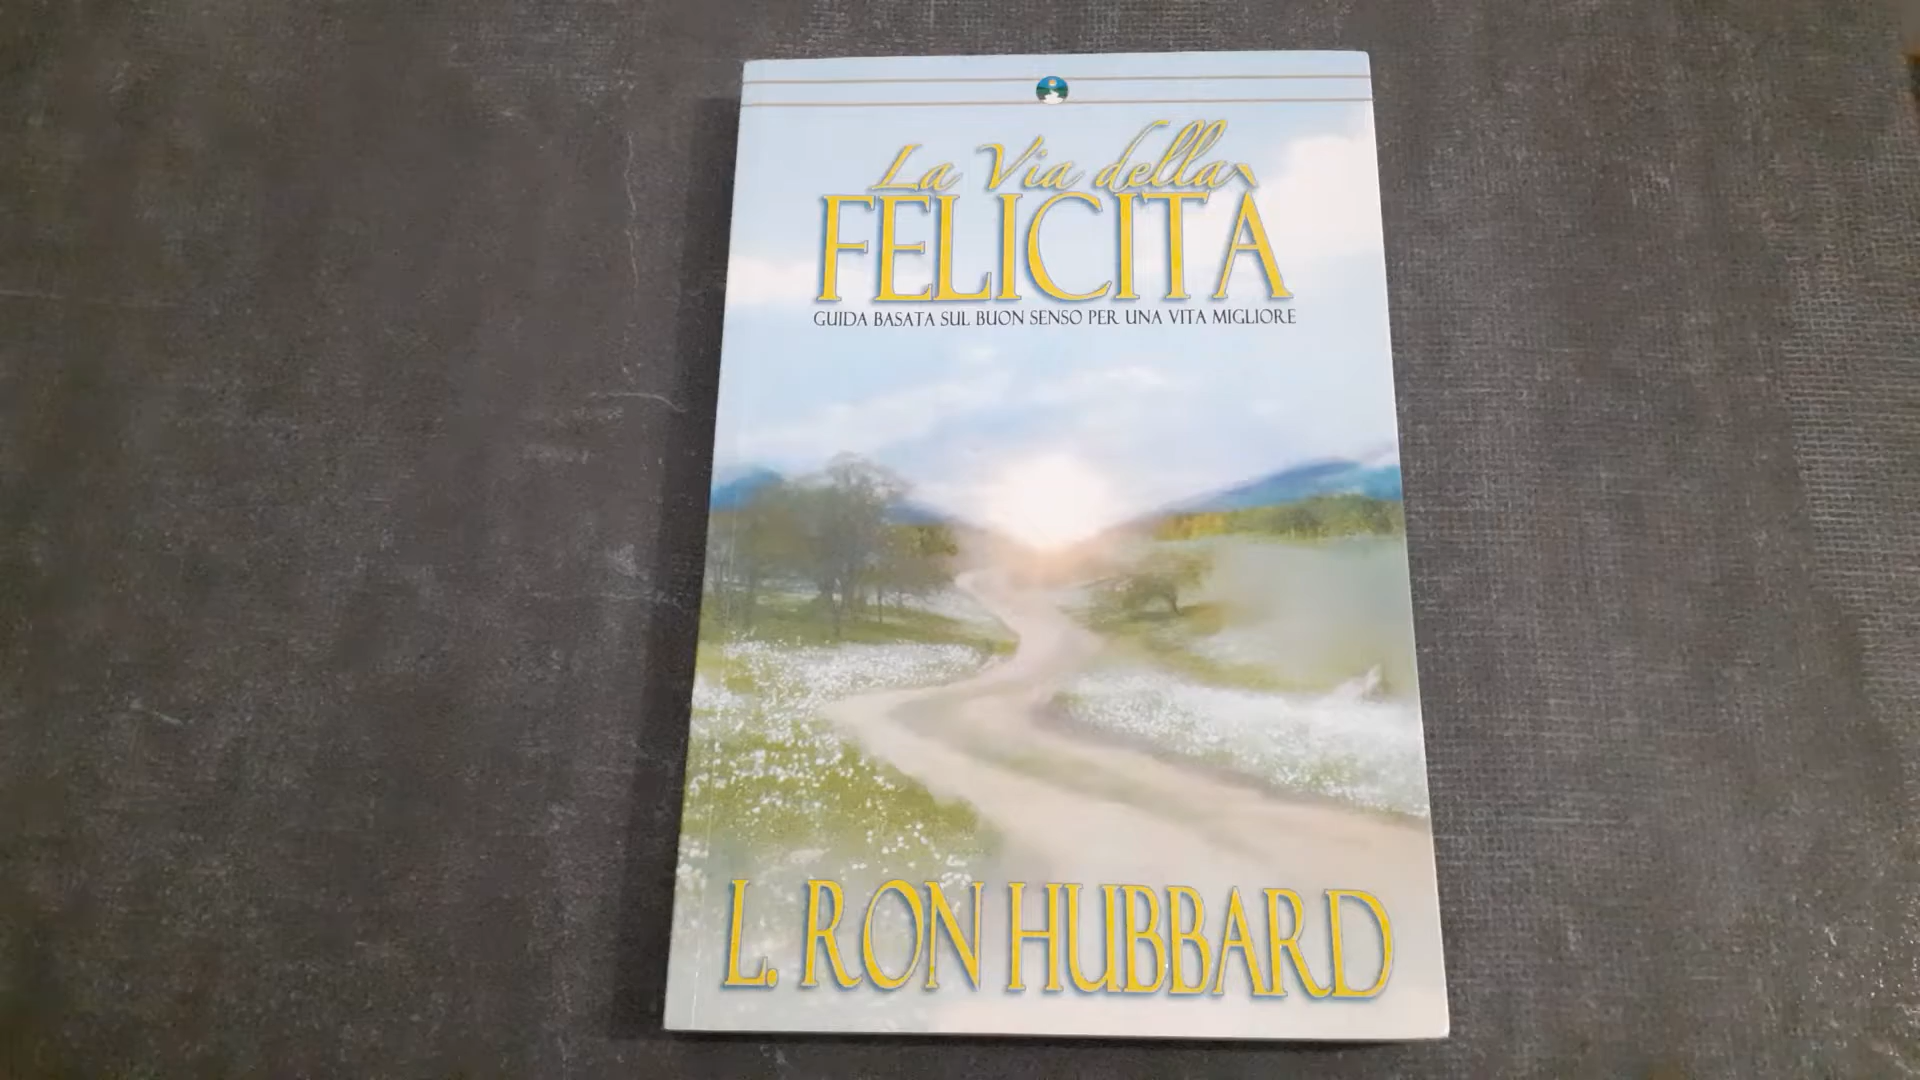 La Via della
FELICITÀ
GUIDA BASATA SUL BUON SENSO PER UNA VITA MIGLIORE
L. RON HUBBARD